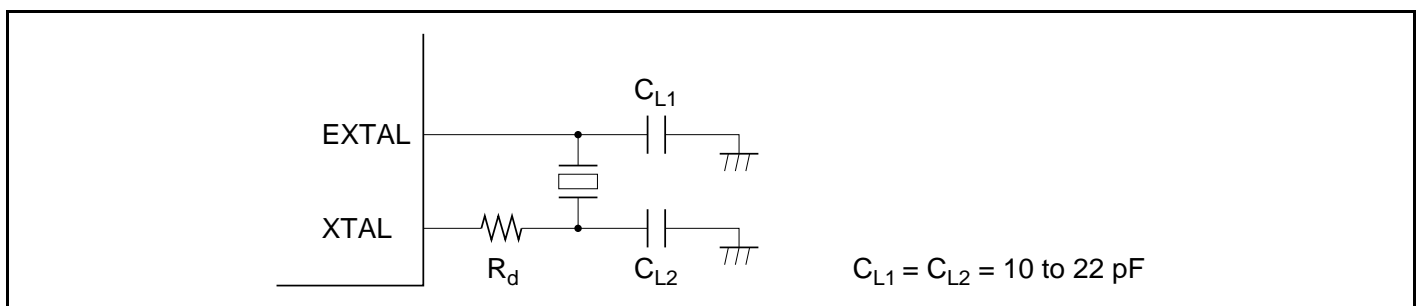 C_L1
EXTAL
XTAL
R_d
C_L2
C_L1 = C_L2 = 10 to 22 pF